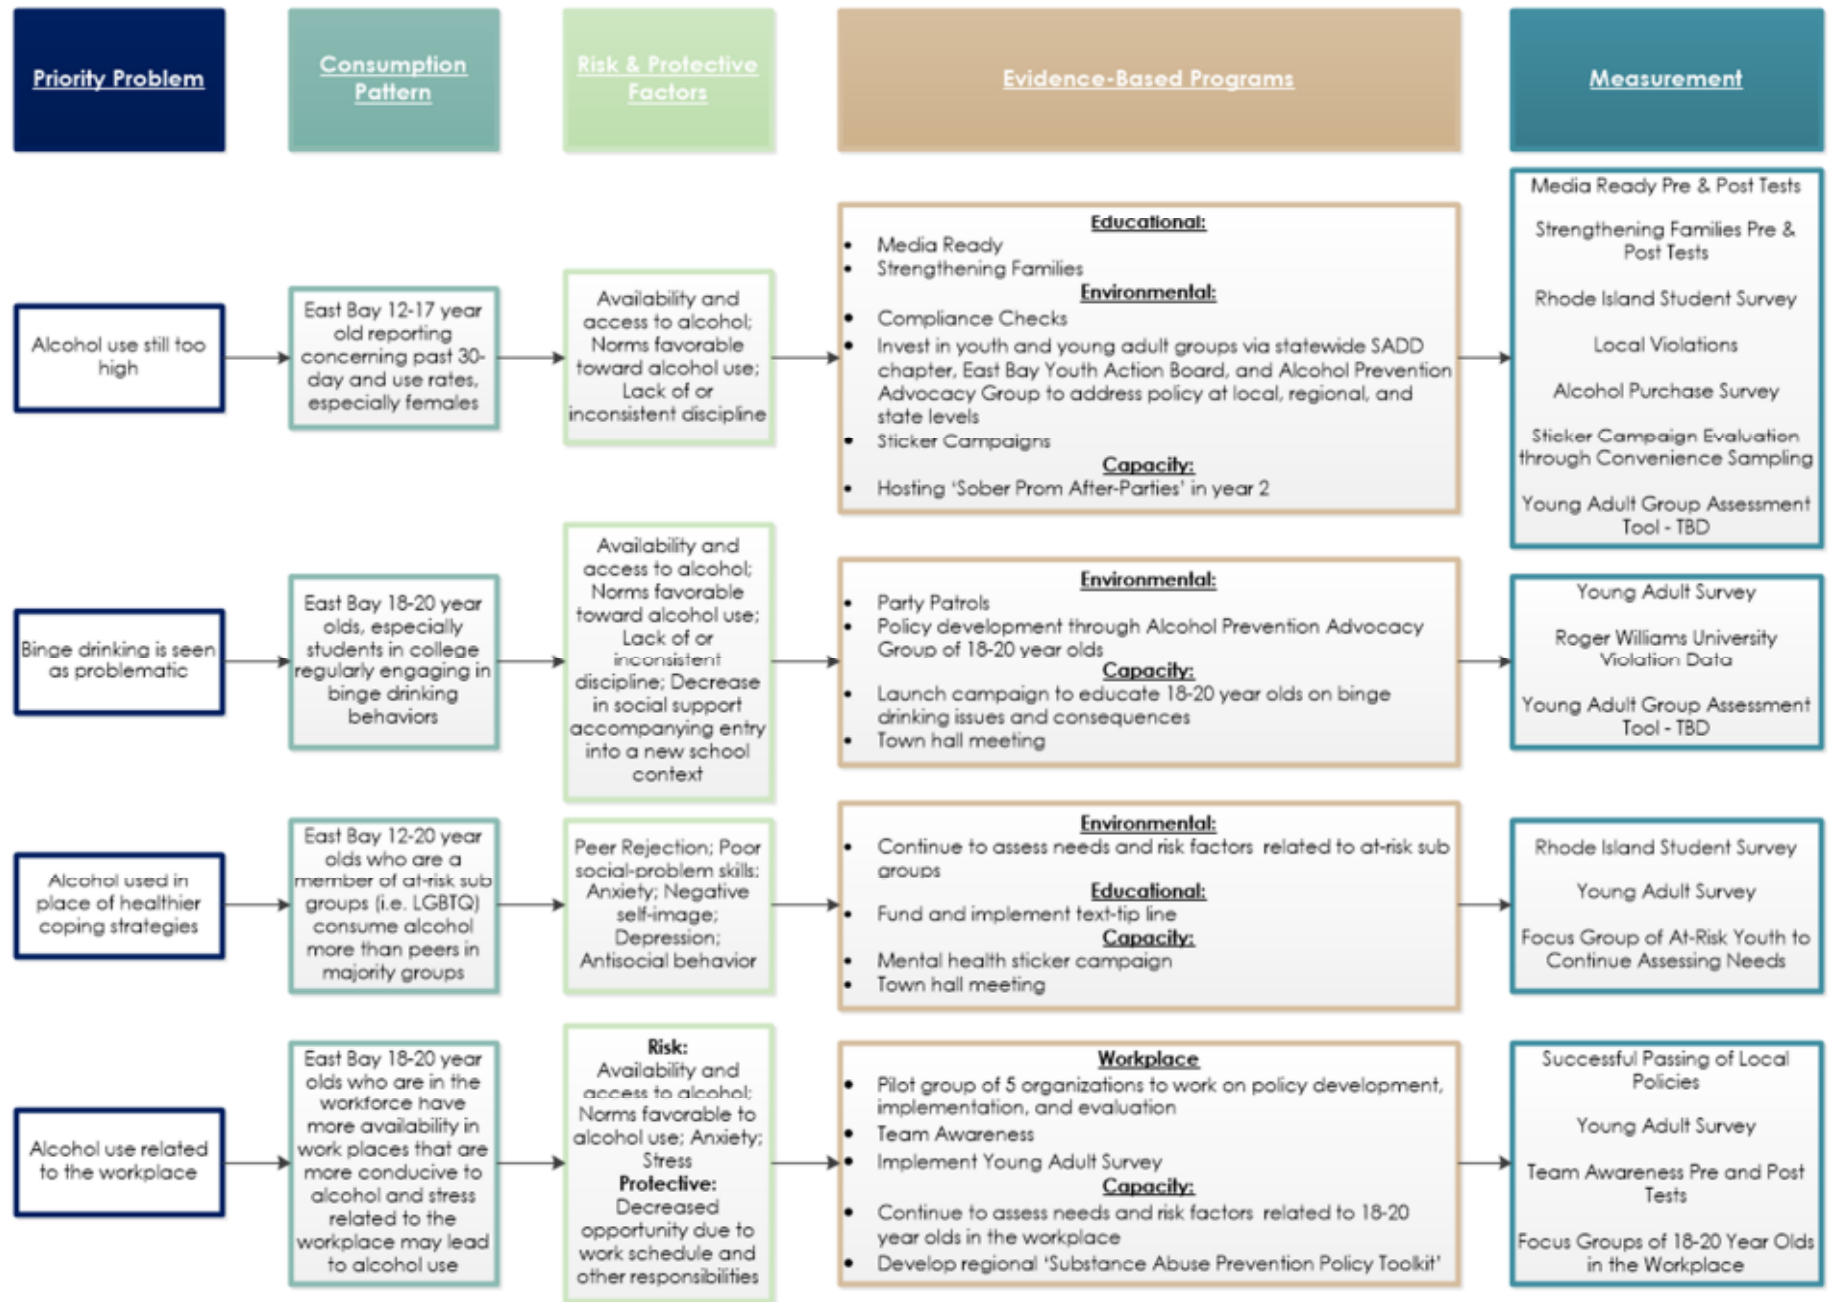 Priority Problem
Consumption
Pattern
Risk & Protective
Factors
Evidence-Based Programs
Measurement
Alcohol use still too
high
East Bay 12-17 year
old reporting
concerning past 30-
day and use rates,
especially females
Availability and
access to alcohol;
Norms favorable
toward alcohol use;
Lack of or
inconsistent discipline
Educational:
• Media Ready
• Strengthening Families
Environmental:
• Compliance Checks
• Invest in youth and young adult groups via statewide SADD
chapter, East Bay Youth Action Board, and Alcohol Prevention
Advocacy Group to address policy at local, regional, and
state levels
• Sticker Campaigns
Capacity:
• Hosting ‘Sober Prom After-Parties’ in year 2
Media Ready Pre & Post Tests
Strengthening Families Pre &
Post Tests
Rhode Island Student Survey
Local Violations
Alcohol Purchase Survey
Sticker Campaign Evaluation
through Convenience Sampling
Young Adult Group Assessment
Tool - TBD
Binge drinking is seen
as problematic
East Bay 18-20 year
olds, especially
students in college
regularly engaging in
binge drinking
behaviors
Availability and
access to alcohol;
Norms favorable
toward alcohol use;
Lack of or
inconsistent
discipline; Decrease
in social support
accompanying entry
into a new school
context
Environmental:
• Party Patrols
• Policy development through Alcohol Prevention Advocacy
Group of 18-20 year olds
Capacity:
• Launch campaign to educate 18-20 year olds on binge
drinking issues and consequences
• Town hall meeting
Young Adult Survey
Roger Williams University
Violation Data
Young Adult Group Assessment
Tool - TBD
Alcohol used in
place of healthier
coping strategies
East Bay 12-20 year
olds who are a
member of at-risk sub
groups (i.e. LGBTQ)
consume alcohol
more than peers in
majority groups
Peer Rejection; Poor
social-problem skills;
Anxiety; Negative
self-image;
Depression;
Antisocial behavior
Environmental:
• Continue to assess needs and risk factors related to at-risk sub
groups
Educational:
• Fund and implement text-tip line
Capacity:
• Mental health sticker campaign
• Town hall meeting
Rhode Island Student Survey
Young Adult Survey
Focus Group of At-Risk Youth to
Continue Assessing Needs
Alcohol use related
to the workplace
East Bay 18-20 year
olds who are in the
workforce have
more availability in
work places that are
more conducive to
alcohol and stress
related to the
workplace may lead
to alcohol use
Risk:
Availability and
access to alcohol;
Norms favorable to
alcohol use; Anxiety;
Stress
Protective:
Decreased
opportunity due to
work schedule and
other responsibilities
Workplace
• Pilot group of 5 organizations to work on policy development,
implementation, and evaluation
• Team Awareness
• Implement Young Adult Survey
Capacity:
• Continue to assess needs and risk factors related to 18-20
year olds in the workplace
• Develop regional ‘Substance Abuse Prevention Policy Toolkit’
Successful Passing of Local
Policies
Young Adult Survey
Team Awareness Pre and Post
Tests
Focus Groups of 18-20 Year Olds
in the Workplace